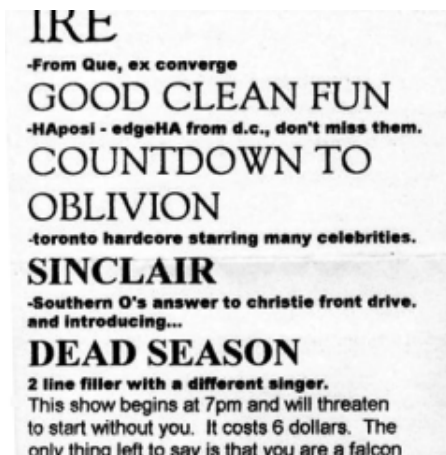 IRE
-From Que, ex converge
GOOD CLEAN FUN
-HAposi - edgeHA from d.c., don't miss them.
COUNTDOWN TO
OBLIVION
-toronto hardcore starring many celebrities.
SINCLAIR
-Southern O's answer to christie front drive.
and introducing...
DEAD SEASON
2 line filler with a different singer.
This show begins at 7pm and will threaten
to start without you. It costs 6 dollars. The
only thing left to say is that you are a falcon